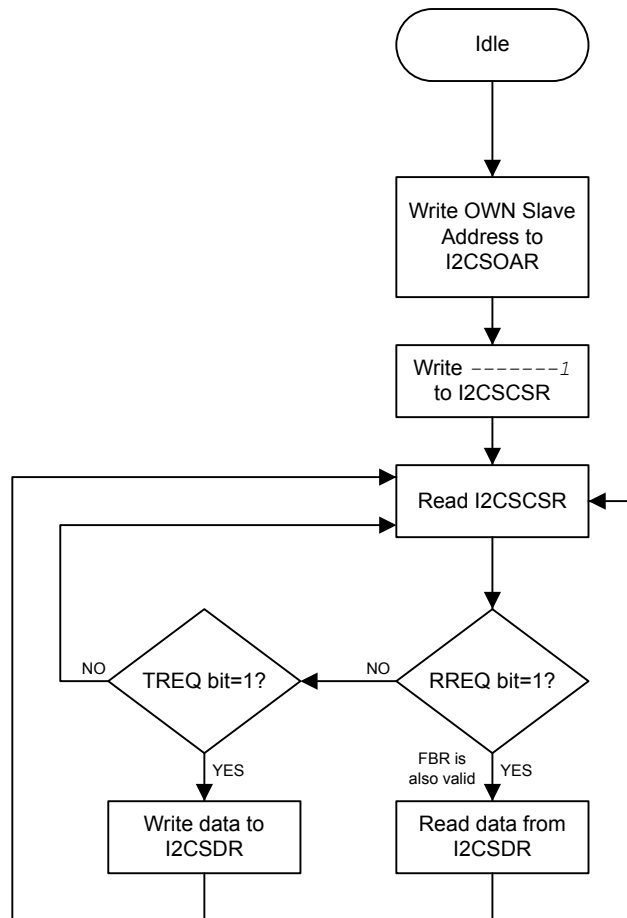 Idle
Write OWN Slave
Address to
I2CSOAR
Write -------1
to I2CSCSR
Read I2CSCSR
NO
TREQ bit=1?
NO
RREQ bit=1?
YES
FBR is
also valid
YES
Write data to
I2CSDR
Read data from
I2CSDR